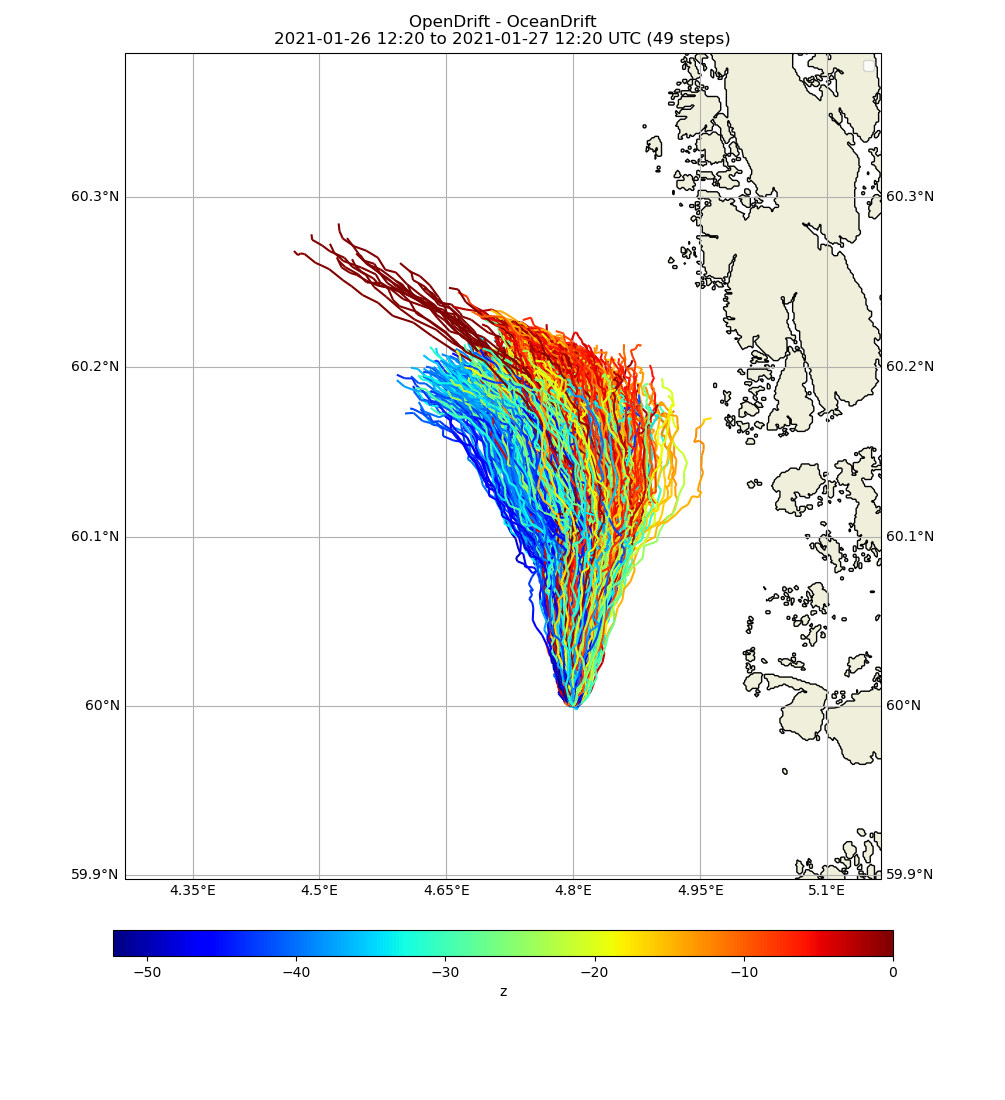 OpenDrift - OceanDrift
2021-01-26 12:20 to 2021-01-27 12:20 UTC (49 steps)
60.3°N 60.3°N
60.2°N 60.2°N
60.1°N 60.1°N
60°N 60°N
59.9°N 59.9°N
4.35°E 4.5°E 4.65°E 4.8°E 4.95°E 5.1°E
−50 −40 −30 −20 −10 0
z